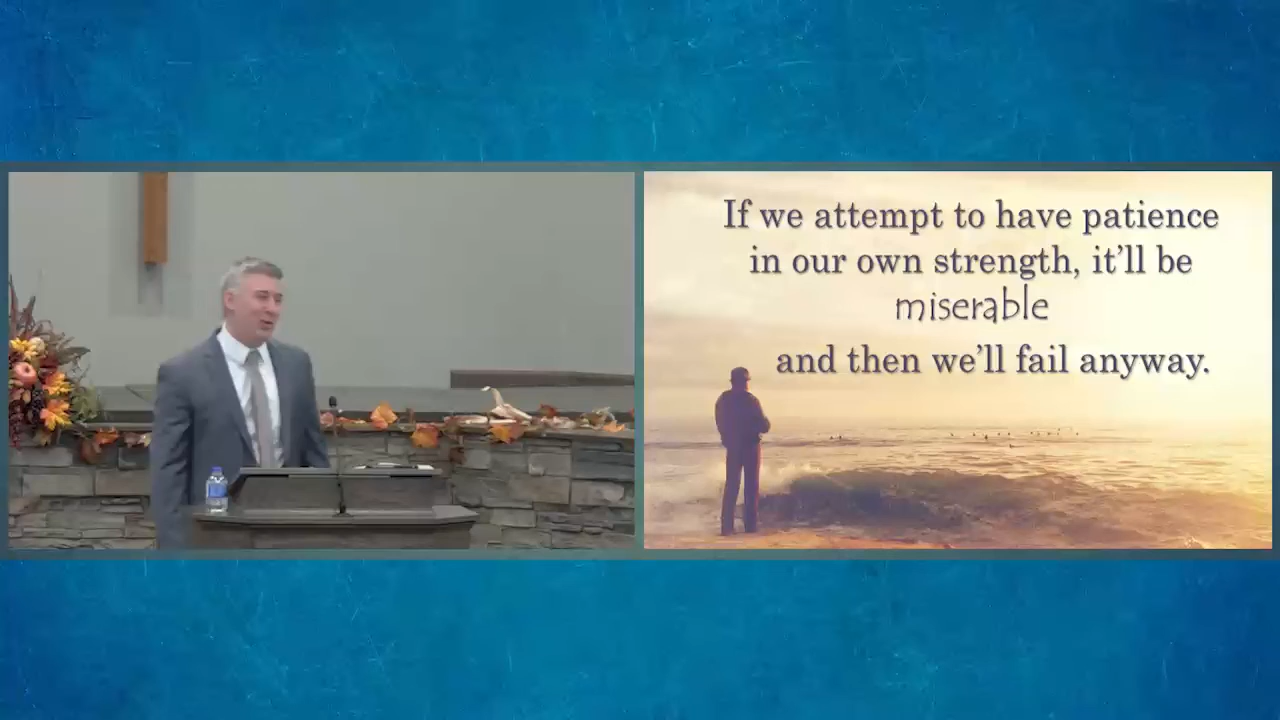 If we attempt to have patience
in our own strength, it'll be
miserable
and then we'll fail anyway.